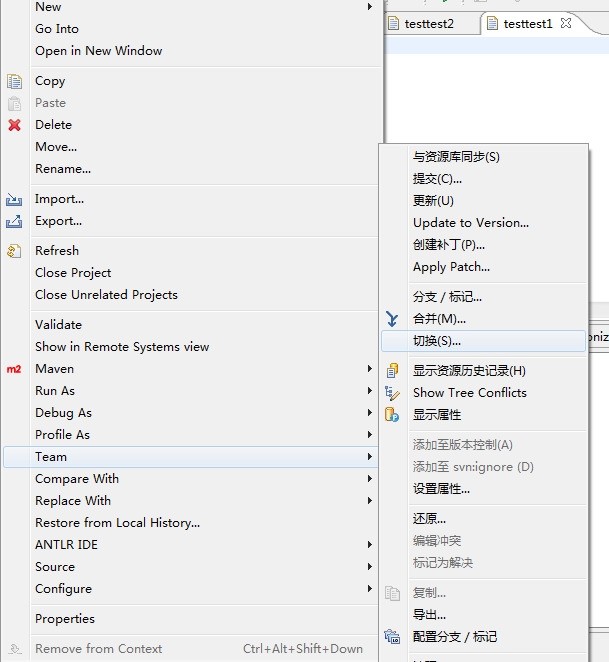 New
Go Into
Open in New Window
Copy
Paste
Delete
Move...
Rename...
Import...
Export...
Refresh
Close Project
Close Unrelated Projects
Validate
Show in Remote Systems view
m2 Maven
Run As
Debug As
Profile As
Team
Compare With
Replace With
Restore from Local History...
ANTLR IDE
Source
Configure
Properties
Remove from Context Ctrl+Alt+Shift+Down
testtest2 testtest1
与资源库同步(S)
提交(C)...
更新(U)
Update to Version...
创建补丁(P)...
Apply Patch...
分支 / 标记...
合并(M)...
切换(S)...
显示资源历史记录(H)
Show Tree Conflicts
显示属性
添加至版本控制(A)
添加至 svn:ignore (D)
设置属性...
还原...
编辑冲突
标记为解决
复制...
导出...
配置分支 / 标记
oniz